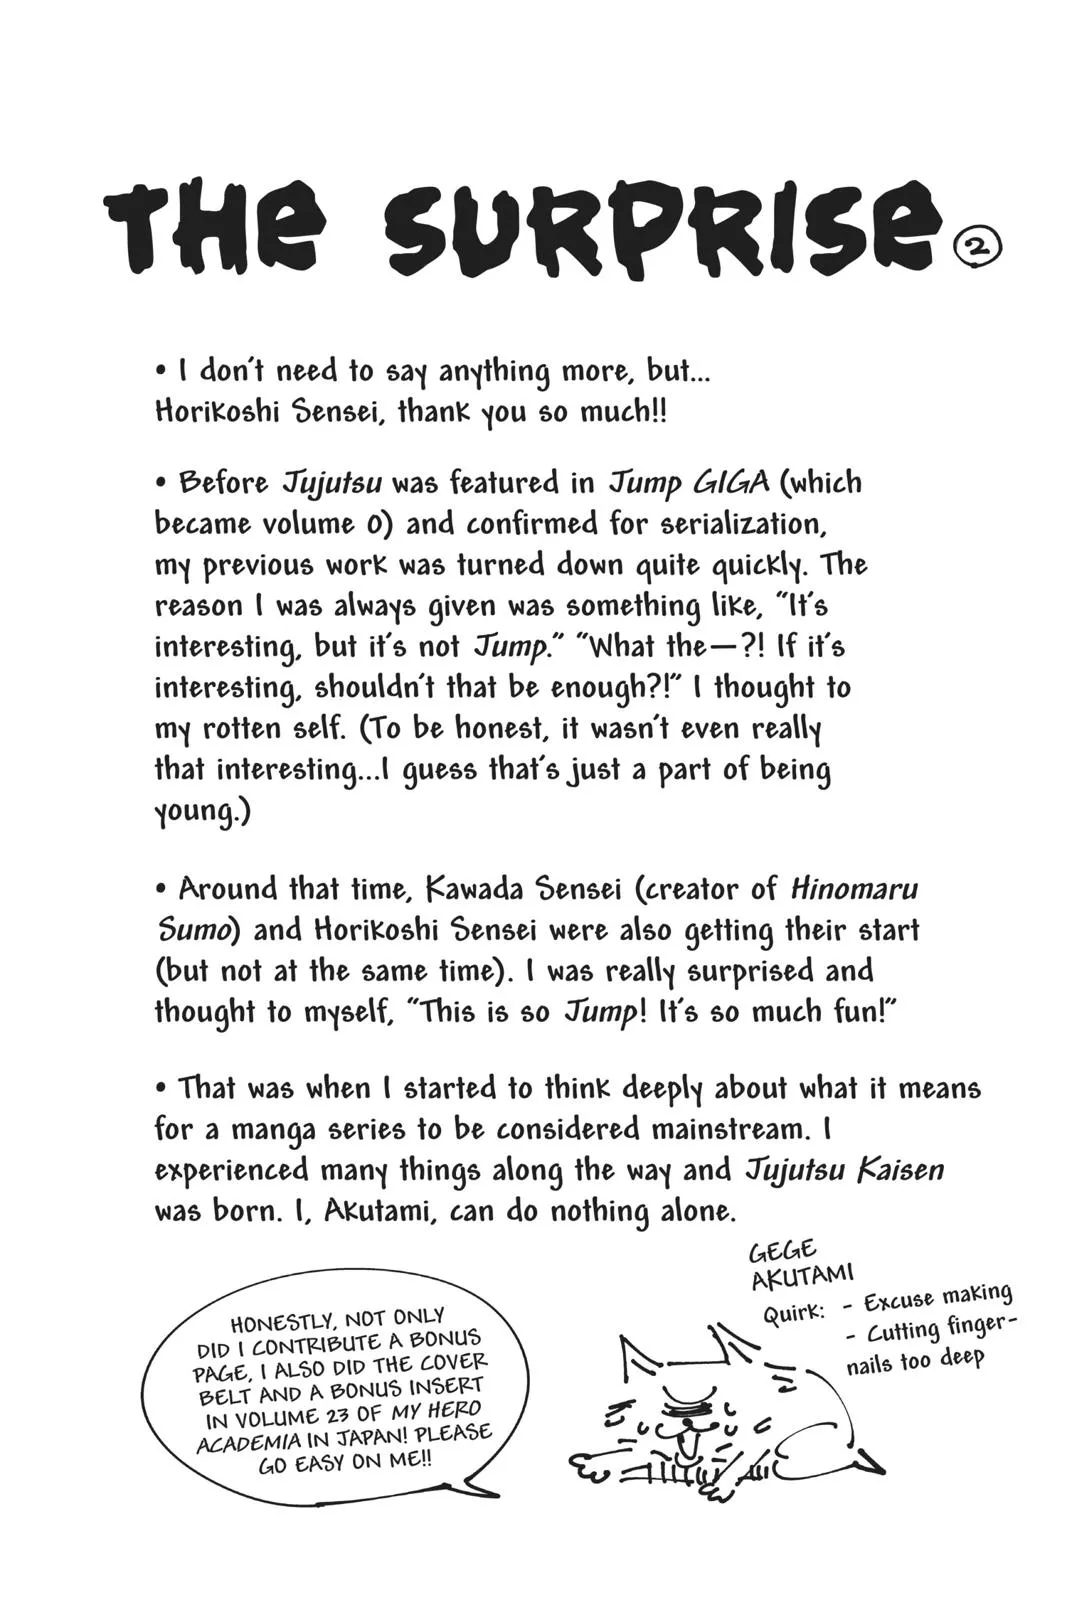 THE SURPRISE ②
• I don't need to say anything more, but...
Horikoshi Sensei, thank you so much!!
• Before Jujutsu was featured in Jump GIGA (which
became volume 0) and confirmed for serialization,
my previous work was turned down quite quickly. The
reason I was always given was something like, "It's
interesting, but it's not Jump." "What the—?! If it's
interesting, shouldn't that be enough?!" I thought to
my rotten self. (To be honest, it wasn't even really
that interesting...I guess that's just a part of being
young.)
• Around that time, Kawada Sensei (creator of Hinomaru
Sumo) and Horikoshi Sensei were also getting their start
(but not at the same time). I was really surprised and
thought to myself, "This is so Jump! It's so much fun!"
• That was when I started to think deeply about what it means
for a manga series to be considered mainstream. I
experienced many things along the way and Jujutsu Kaisen
was born. I, Akutami, can do nothing alone.
GEGE
AKUTAMI
Quirk: - Excuse making
- Cutting finger-
nails too deep
HONESTLY, NOT ONLY
DID I CONTRIBUTE A BONUS
PAGE, I ALSO DID THE COVER
BELT AND A BONUS INSERT
IN VOLUME 23 OF MY HERO
ACADEMIA IN JAPAN! PLEASE
GO EASY ON ME!!